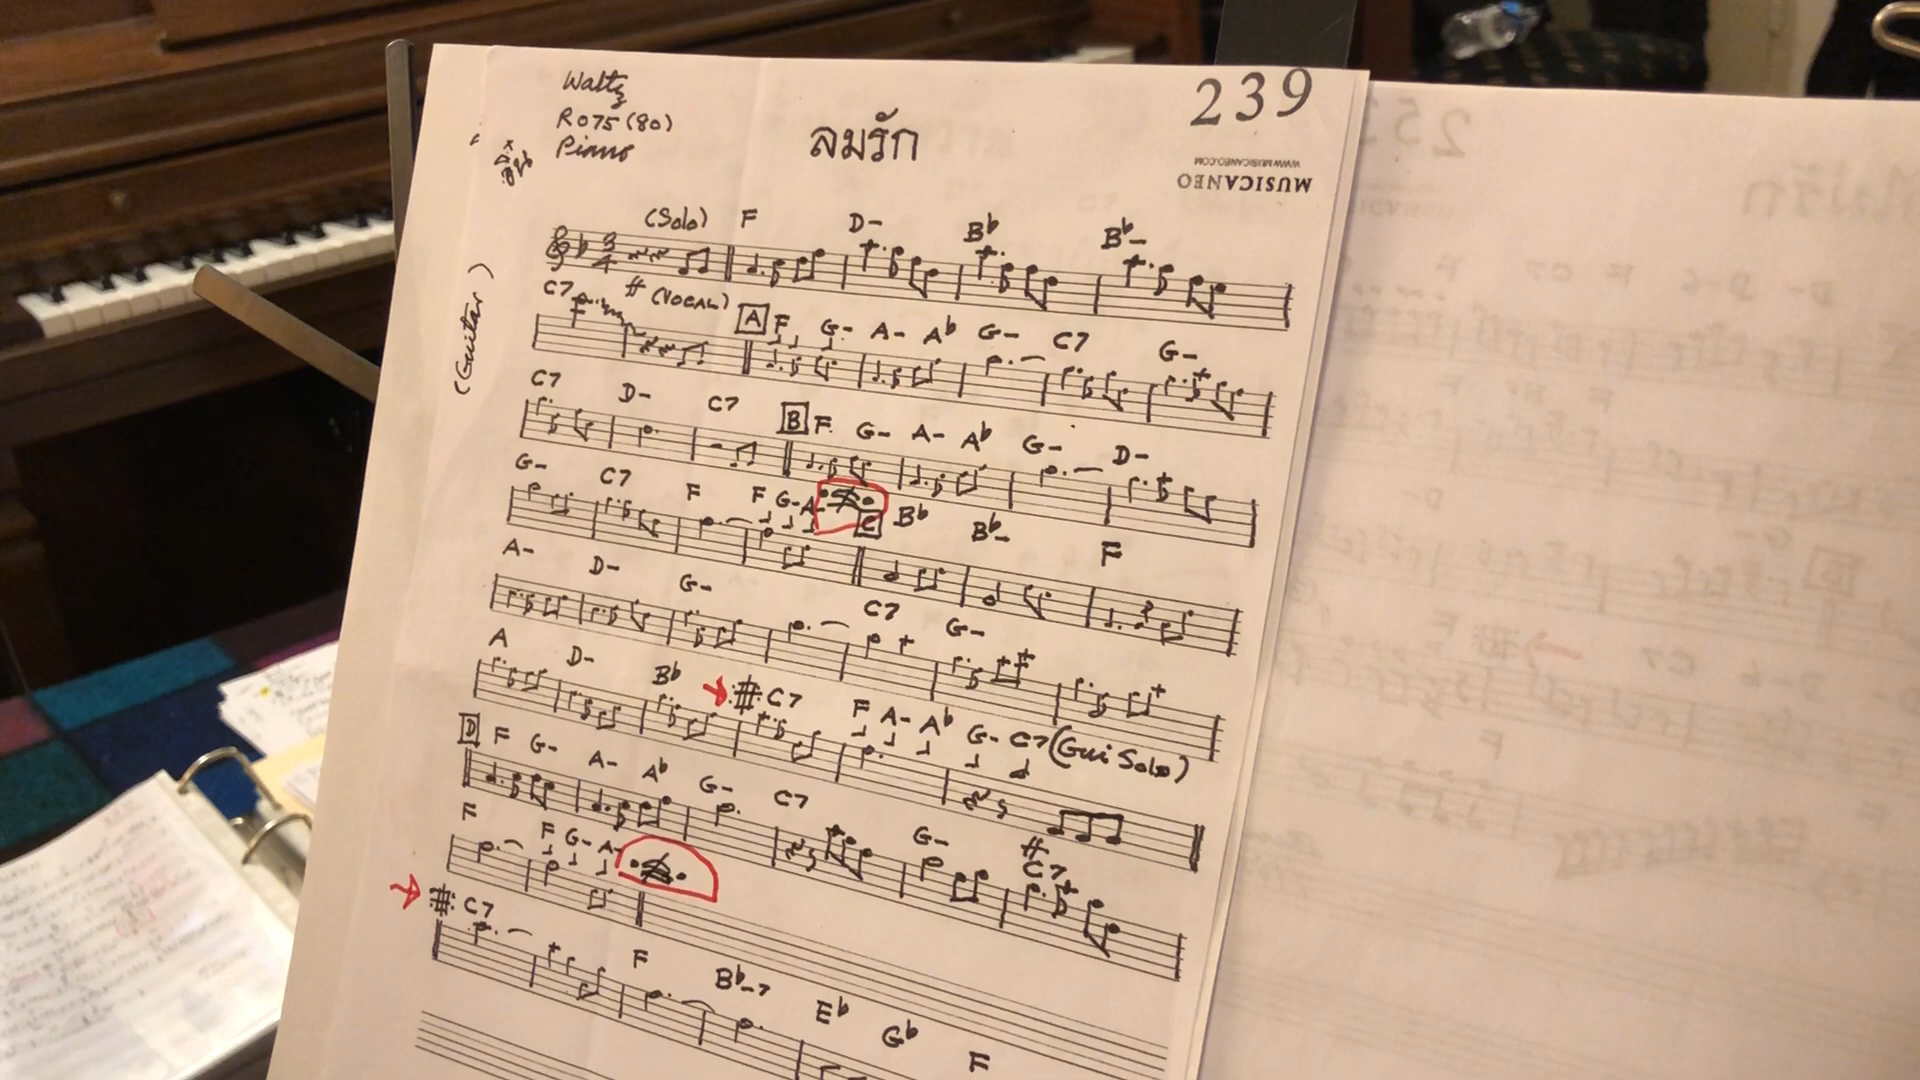 Waltz
R075 (80)
Piano
ลมรัก
239
WWW.MUSICANEO.COM
MUSICANEO
(Guitar)
(Solo) F D- Bb Bb-
3/4
C7 # (VOCAL) A F G- A- Ab G- C7 G-
C7 D- C7 B F G- A- Ab G- D-
G- C7 F F G- A- C Bb Bb- F
A- D- G- C7 G-
A D- Bb C7 F A- Ab G- C7 (Gui Solo)
D F G- A- Ab G- C7 G- # C7
F F G- A-
C7 F Bb-7 Eb Gb F